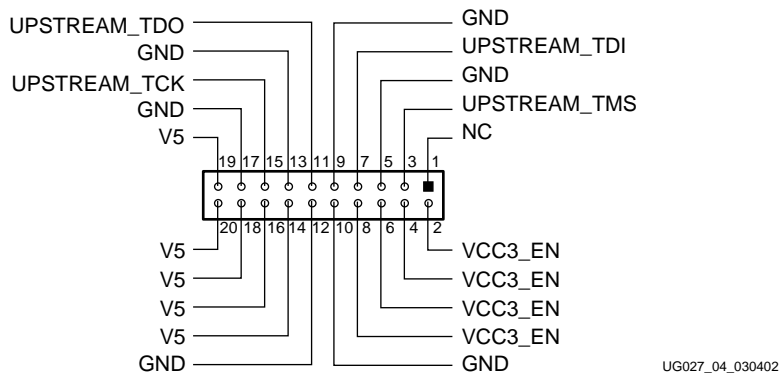 UPSTREAM_TDO
GND
UPSTREAM_TCK
GND
V5
GND
UPSTREAM_TDI
GND
UPSTREAM_TMS
NC
19 17 15 13 11 9 7 5 3 1
20 18 16 14 12 10 8 6 4 2
V5
V5
V5
V5
GND
VCC3_EN
VCC3_EN
VCC3_EN
VCC3_EN
GND
UG027_04_030402